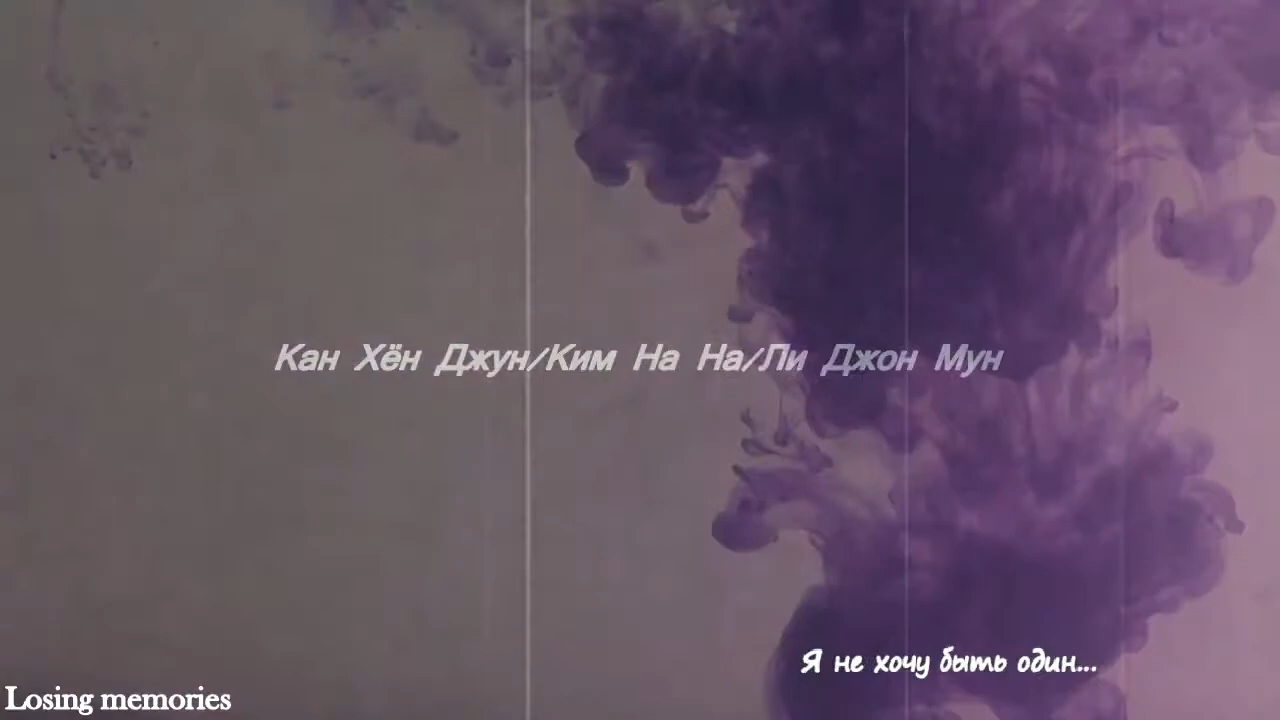 Кан Хён Джун/Ким На На/Ли Джон Мун
Я не хочу быть один...
Losing memories